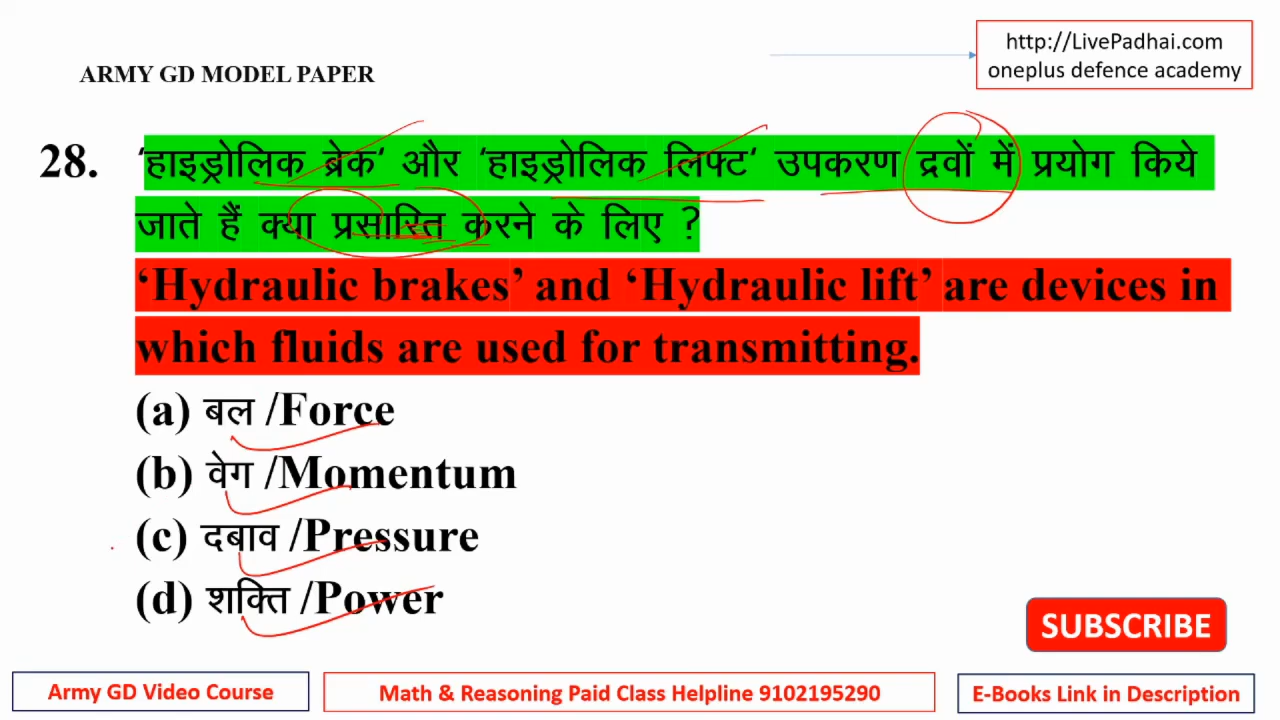 http://LivePadhai.com
oneplus defence academy
ARMY GD MODEL PAPER
28. 'हाइड्रोलिक ब्रेक' और 'हाइड्रोलिक लिफ्ट' उपकरण द्रवों में प्रयोग किये
जाते हैं क्या प्रसारित करने के लिए ?
‘Hydraulic brakes’ and ‘Hydraulic lift’ are devices in
which fluids are used for transmitting.
(a) बल /Force
(b) वेग /Momentum
(c) दबाव /Pressure
(d) शक्ति /Power
SUBSCRIBE
Army GD Video Course
Math & Reasoning Paid Class Helpline 9102195290
E-Books Link in Description